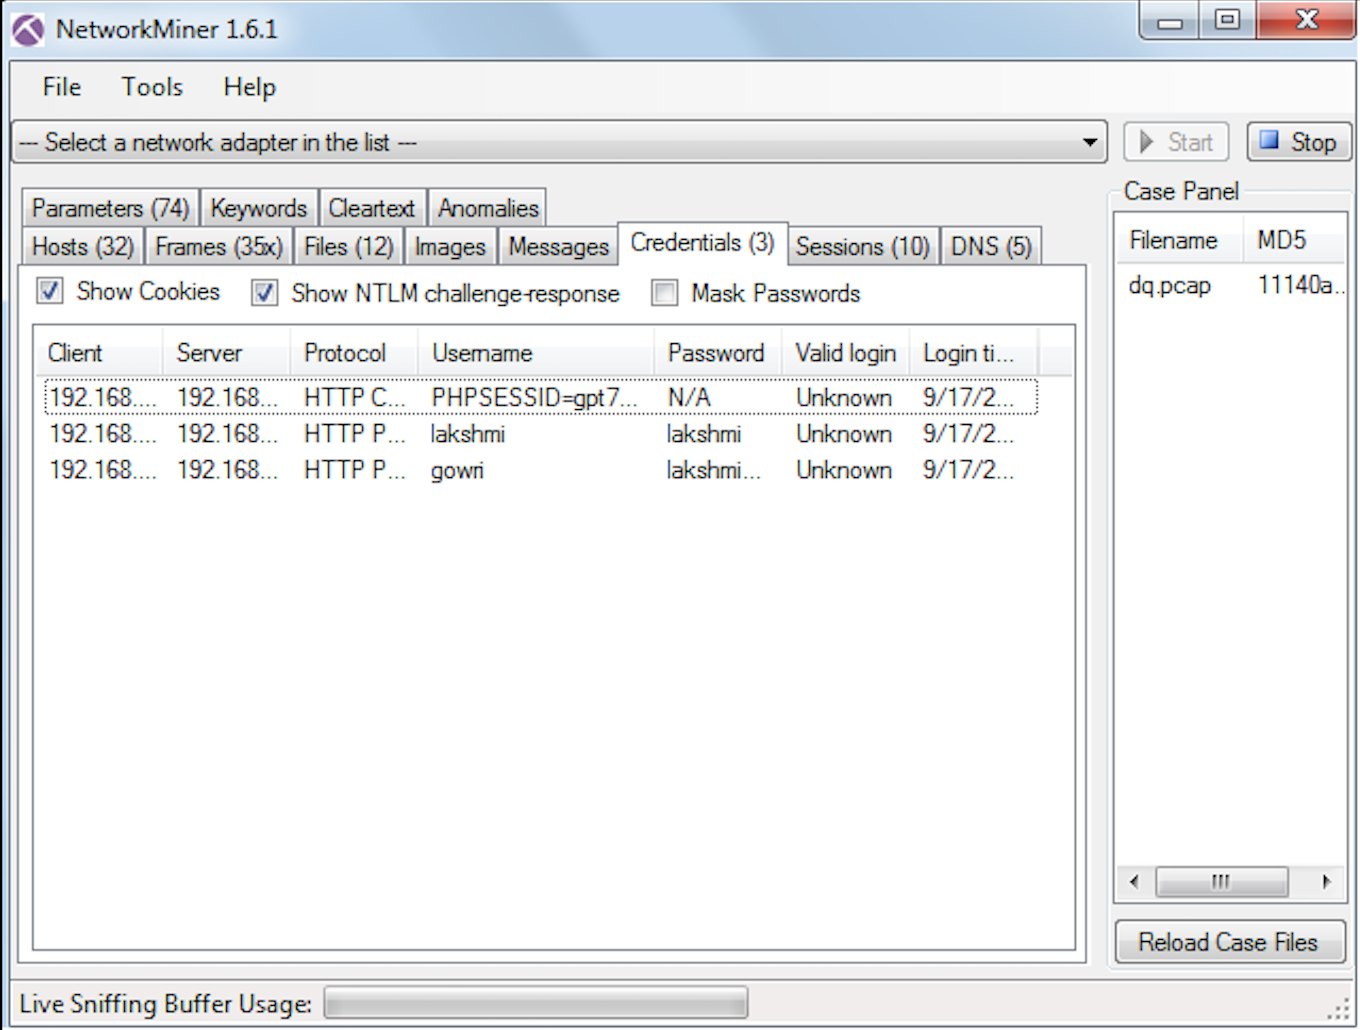 NetworkMiner 1.6.1
File Tools Help
--- Select a network adapter in the list ---
Start Stop
Parameters (74) Keywords Cleartext Anomalies
Hosts (32) Frames (35x) Files (12) Images Messages Credentials (3) Sessions (10) DNS (5)
Show Cookies Show NTLM challenge-response Mask Passwords
Client Server Protocol Username Password Valid login Login ti...
192.168.... 192.168... HTTP C... PHPSESSID=gpt7... N/A Unknown 9/17/2...
192.168.... 192.168... HTTP P... lakshmi lakshmi Unknown 9/17/2...
192.168.... 192.168... HTTP P... gowri lakshmi... Unknown 9/17/2...
Case Panel
Filename MD5
dq.pcap 11140a..
Reload Case Files
Live Sniffing Buffer Usage: